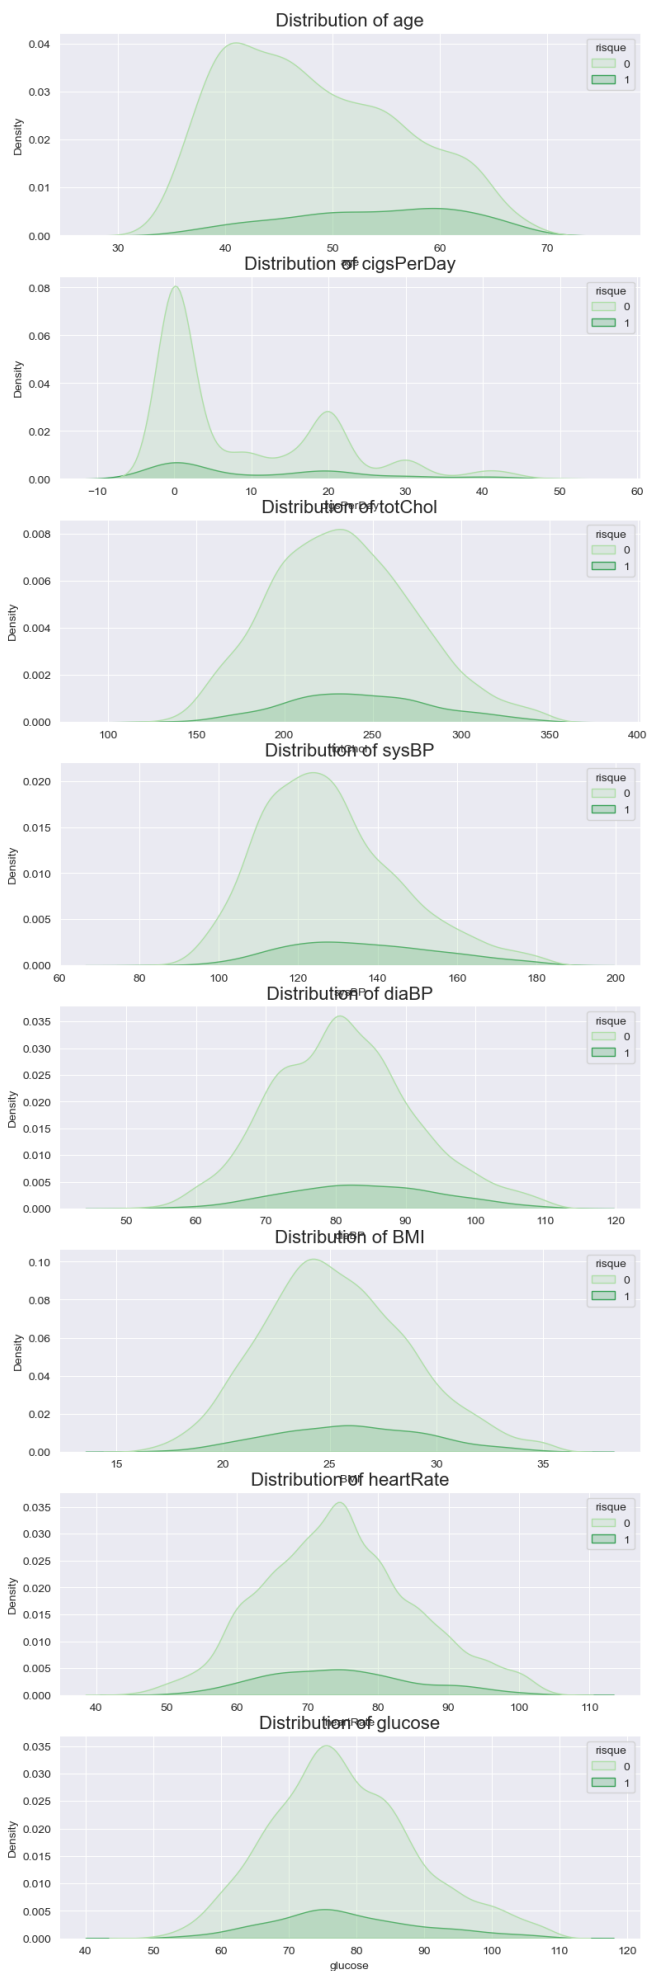 Distribution of age
risque
0
1
0.04
0.03
0.02
0.01
0.00
Density
30 40 50 60 70
age
Distribution of cigsPerDay
risque
0
1
0.08
0.06
0.04
0.02
0.00
Density
−10 0 10 20 30 40 50 60
cigsPerDay
Distribution of totChol
risque
0
1
0.008
0.006
0.004
0.002
0.000
Density
100 150 200 250 300 350 400
totChol
Distribution of sysBP
risque
0
1
0.020
0.015
0.010
0.005
0.000
Density
60 80 100 120 140 160 180 200
sysBP
Distribution of diaBP
risque
0
1
0.035
0.030
0.025
0.020
0.015
0.010
0.005
0.000
Density
50 60 70 80 90 100 110 120
diaBP
Distribution of BMI
risque
0
1
0.10
0.08
0.06
0.04
0.02
0.00
Density
15 20 25 30 35
BMI
Distribution of heartRate
risque
0
1
0.035
0.030
0.025
0.020
0.015
0.010
0.005
0.000
Density
40 50 60 70 80 90 100 110
heartRate
Distribution of glucose
risque
0
1
0.035
0.030
0.025
0.020
0.015
0.010
0.005
0.000
Density
40 50 60 70 80 90 100 110 120
glucose